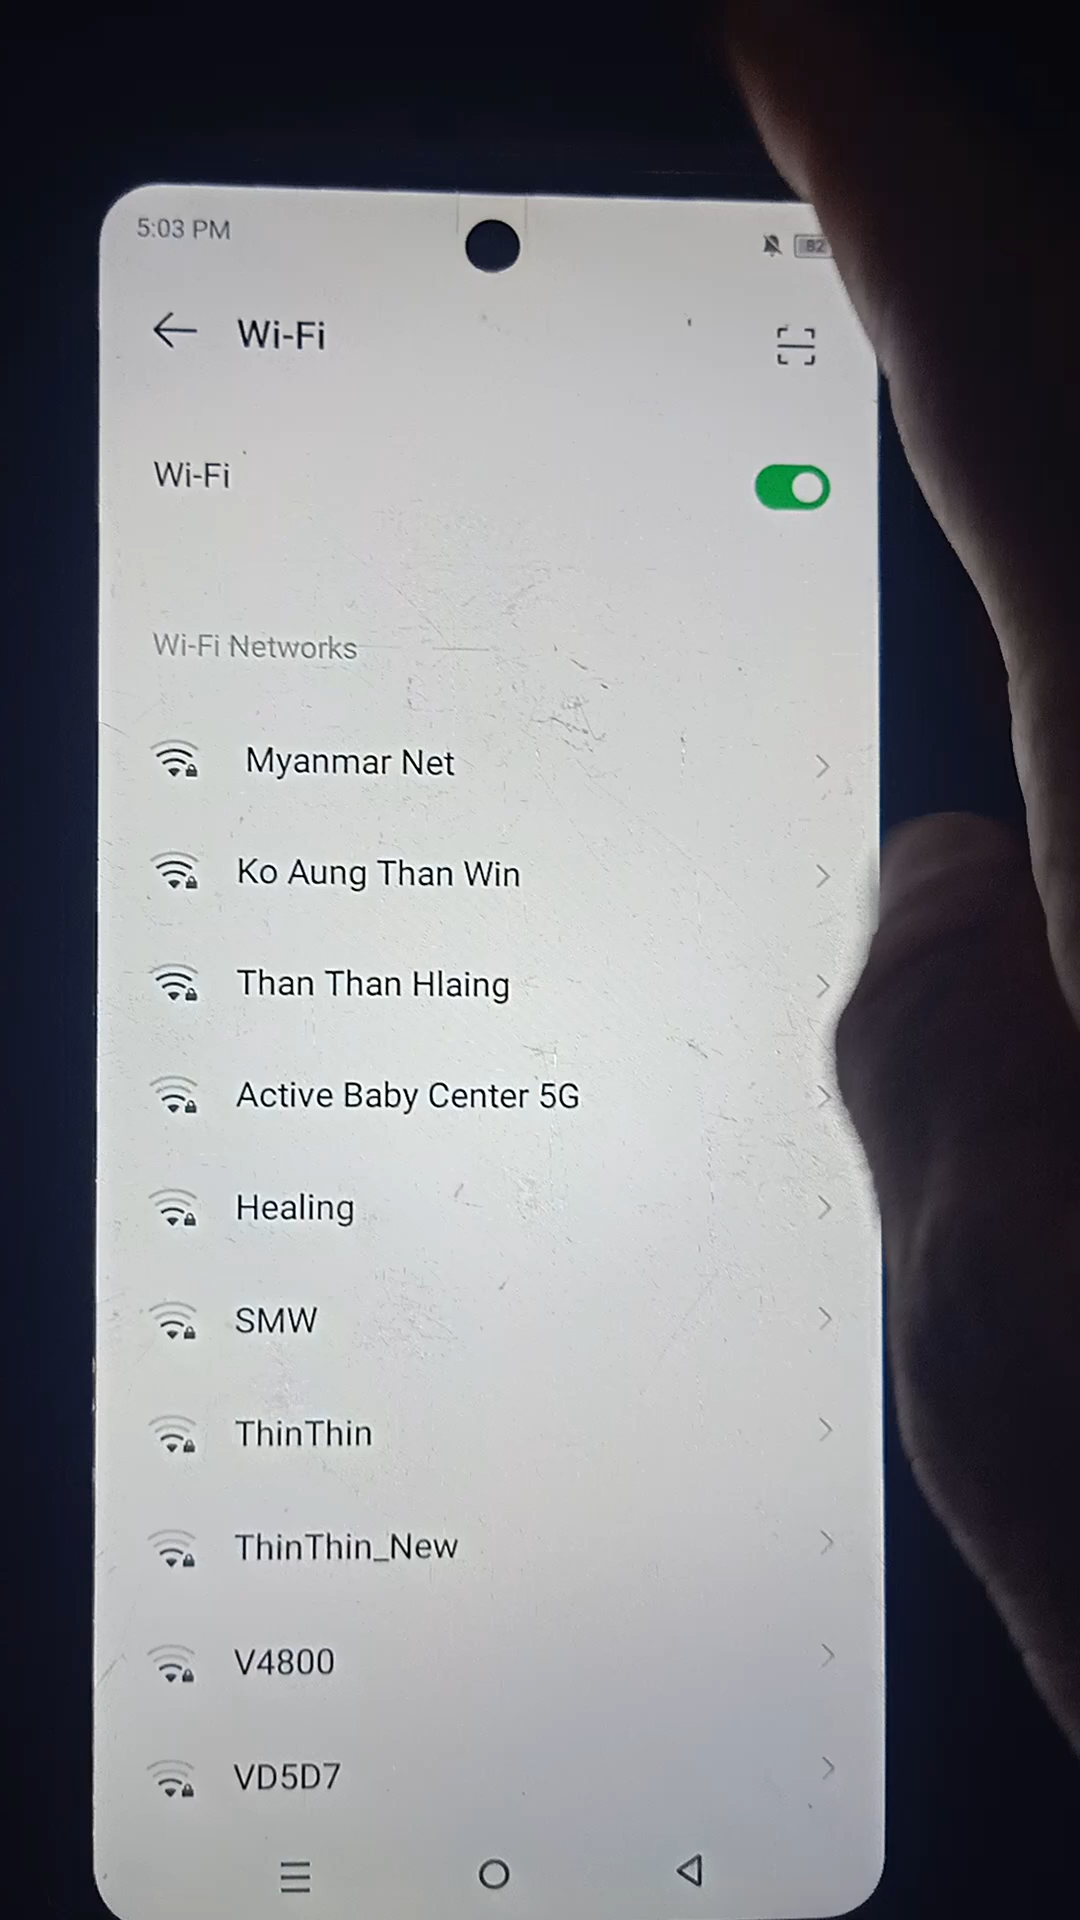 5:03 PM
82
Wi-Fi
Wi-Fi
Wi-Fi Networks
Myanmar Net
Ko Aung Than Win
Than Than Hlaing
Active Baby Center 5G
Healing
SMW
ThinThin
ThinThin_New
V4800
VD5D7